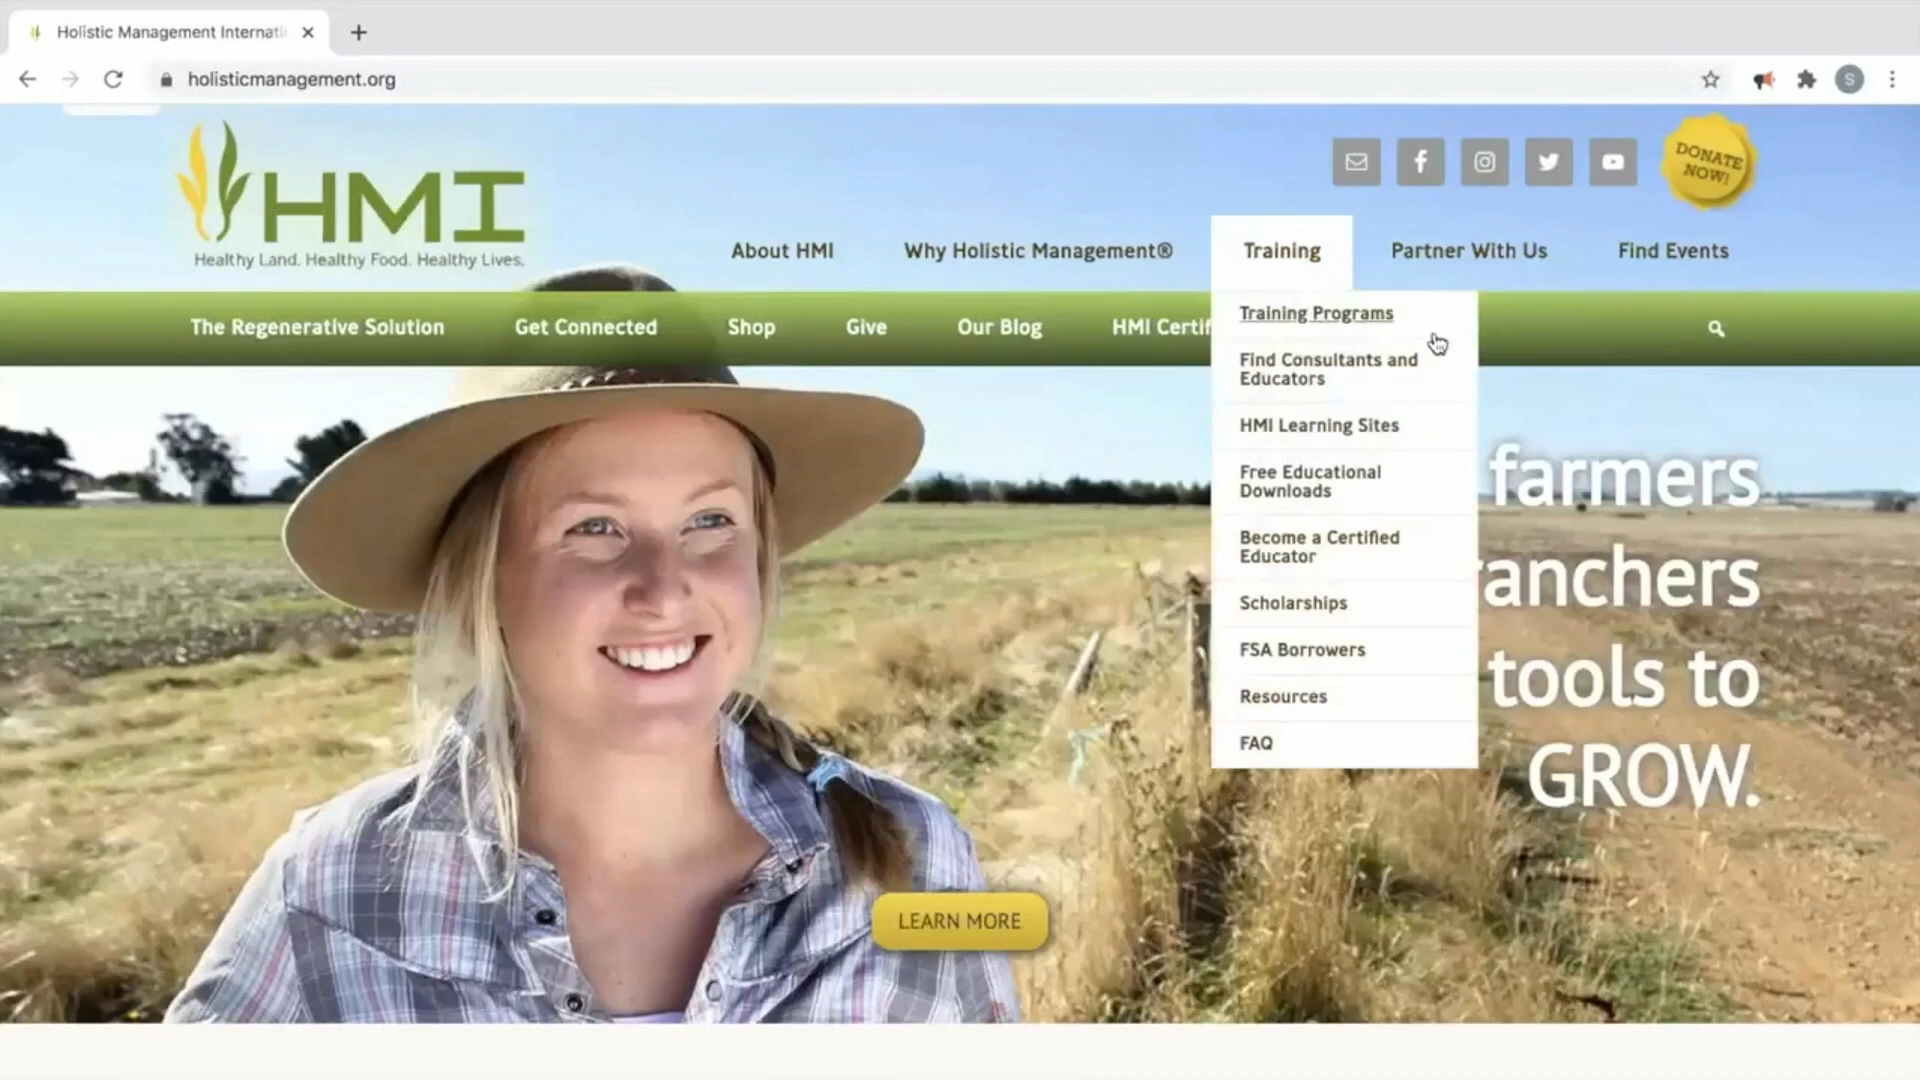 Holistic Management Internati
holisticmanagement.org
S
HMI
Healthy Land. Healthy Food. Healthy Lives.
DONATE
NOW!
About HMI
Why Holistic Management®
Training
Partner With Us
Find Events
The Regenerative Solution
Get Connected
Shop
Give
Our Blog
HMI Certif
Training Programs
Find Consultants and
Educators
HMI Learning Sites
Free Educational
Downloads
Become a Certified
Educator
Scholarships
FSA Borrowers
Resources
FAQ
farmers
ranchers
tools to
GROW.
LEARN MORE